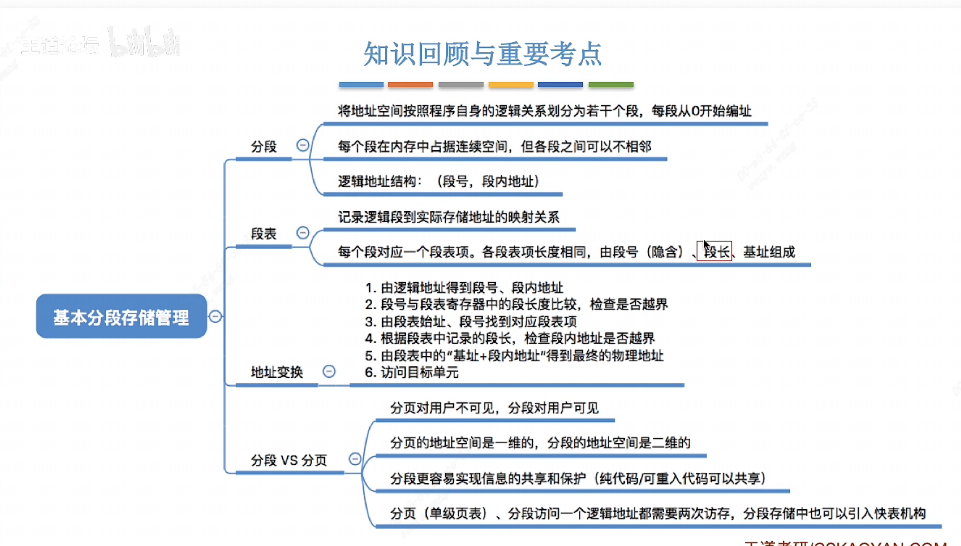 王道论坛 bilibili
知识回顾与重要考点
基本分段存储管理
分段
将地址空间按照程序自身的逻辑关系划分为若干个段，每段从0开始编址
每个段在内存中占据连续空间，但各段之间可以不相邻
逻辑地址结构：（段号，段内地址）
段表
记录逻辑段到实际存储地址的映射关系
每个段对应一个段表项。各段表项长度相同，由段号（隐含）、段长、基址组成
地址变换
1. 由逻辑地址得到段号、段内地址
2. 段号与段表寄存器中的段长度比较，检查是否越界
3. 由段表始址、段号找到对应段表项
4. 根据段表中记录的段长，检查段内地址是否越界
5. 由段表中的“基址+段内地址”得到最终的物理地址
6. 访问目标单元
分段 VS 分页
分页对用户不可见，分段对用户可见
分页的地址空间是一维的，分段的地址空间是二维的
分段更容易实现信息的共享和保护（纯代码/可重入代码可以共享）
分页（单级页表）、分段访问一个逻辑地址都需要两次访存，分段存储中也可以引入快表机构
王道考研/CSKAOYAN.COM